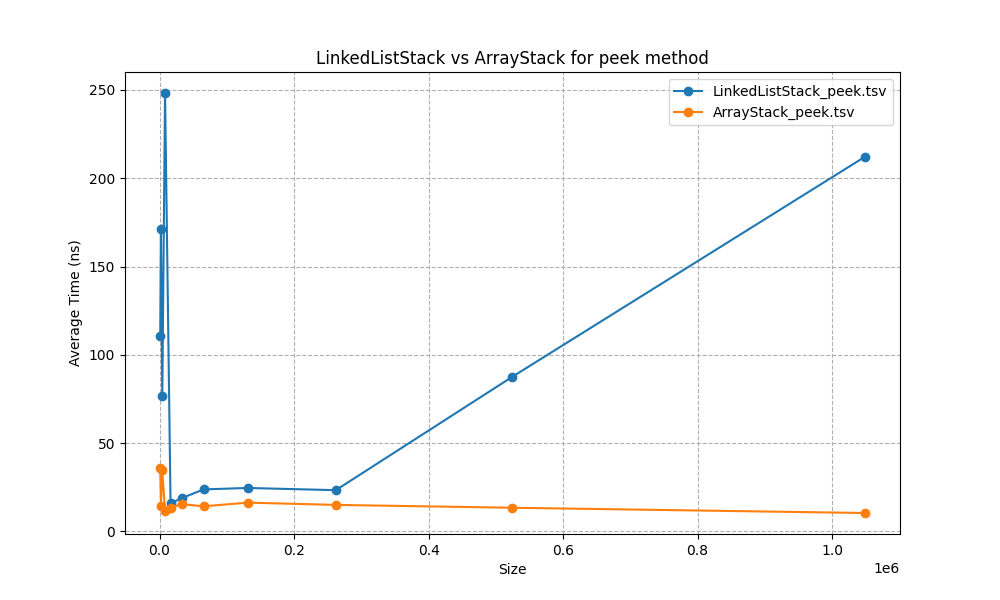 LinkedListStack vs ArrayStack for peek method
LinkedListStack_peek.tsv
ArrayStack_peek.tsv
250
200
150
100
50
0
Average Time (ns)
0.0 0.2 0.4 0.6 0.8 1.0
1e6
Size